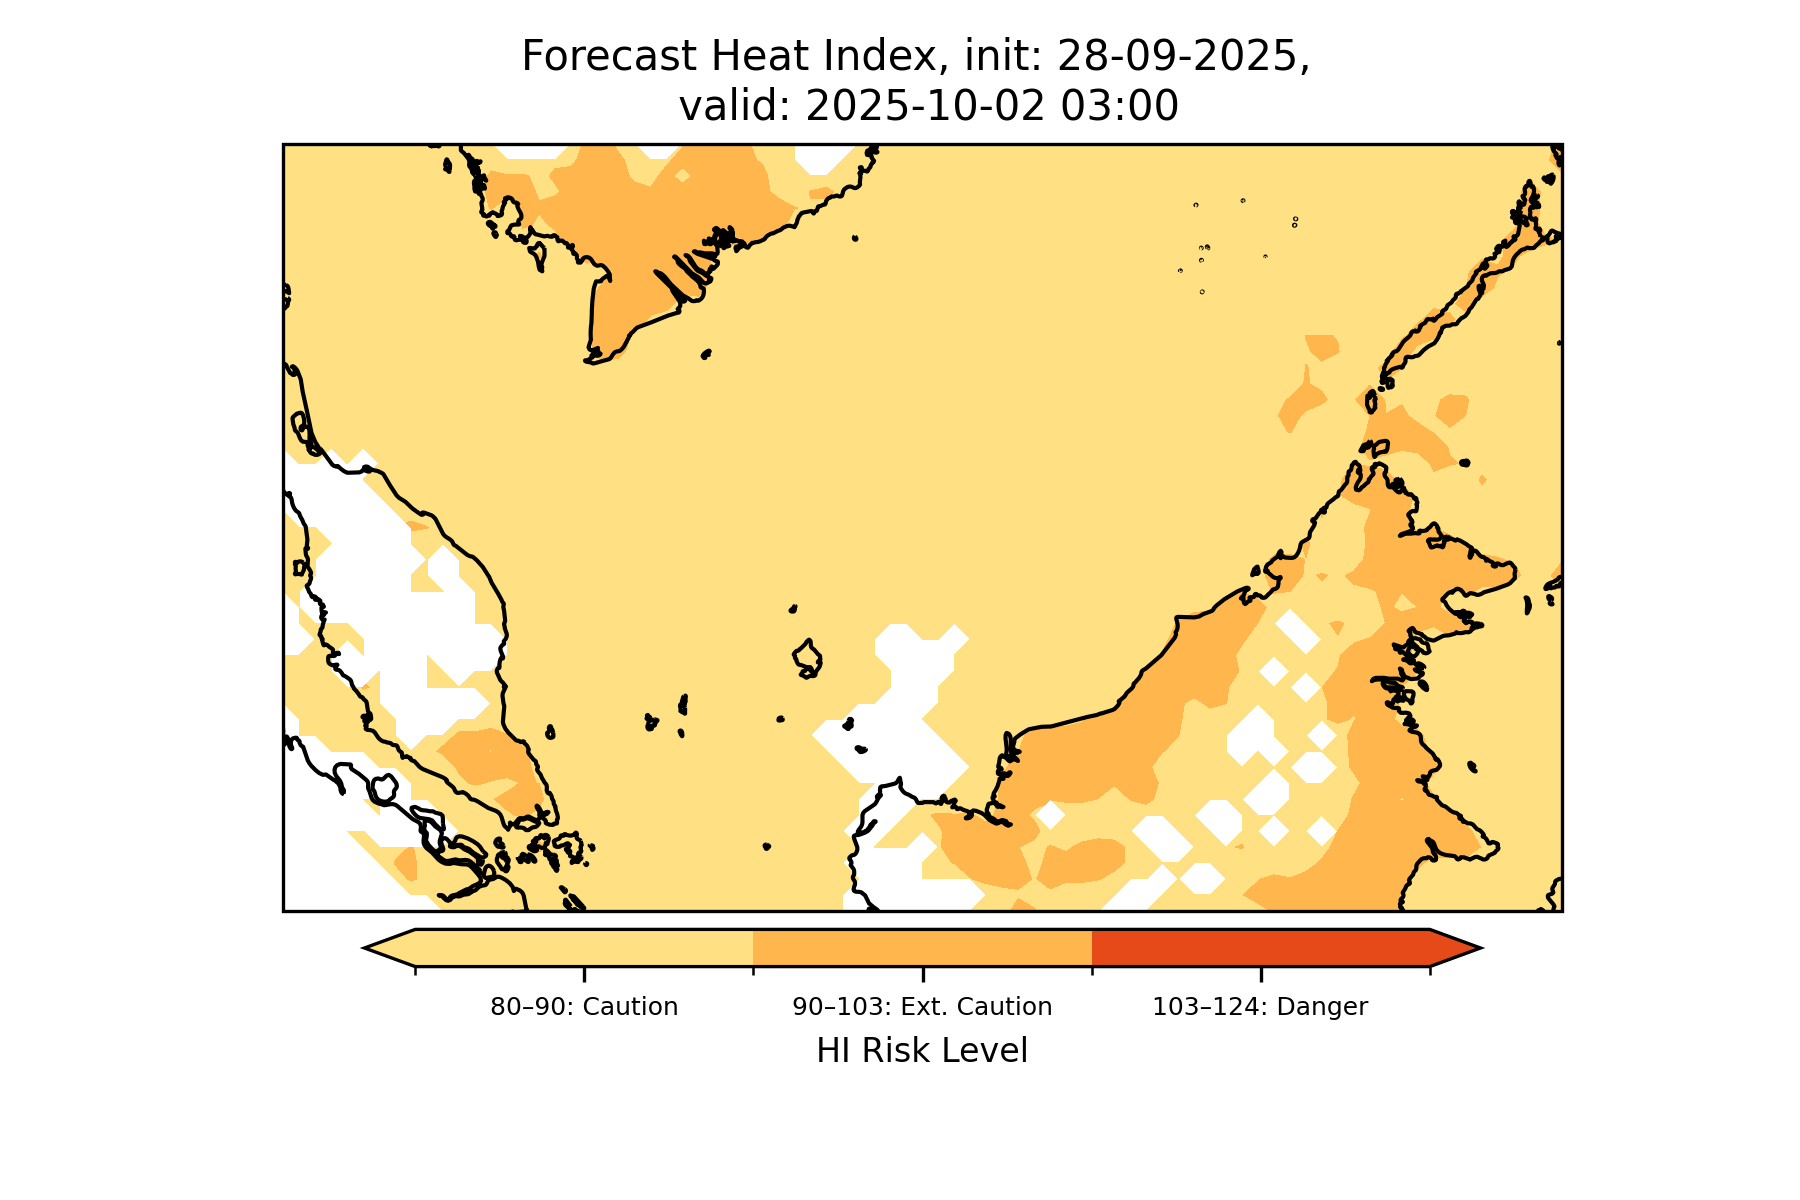 Forecast Heat Index, init: 28-09-2025,
valid: 2025-10-02 03:00
80–90: Caution
90–103: Ext. Caution
103–124: Danger
HI Risk Level